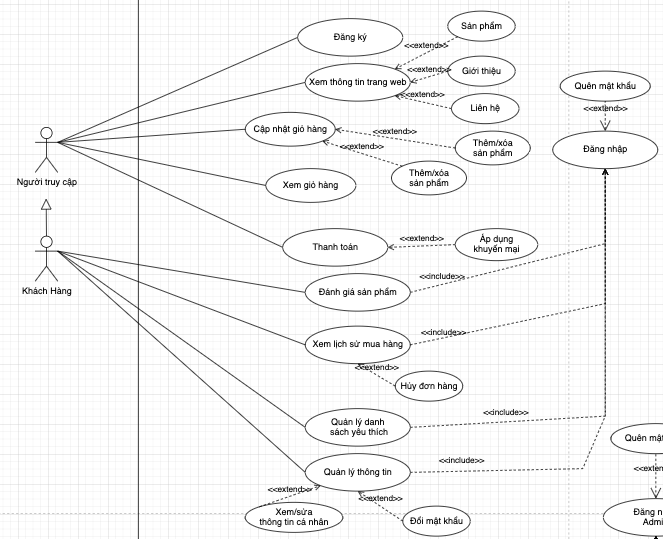 Sản phẩm
Đăng ký
<<extend>>
Giới thiệu
<<extend>>
Xem thông tin trang web
Quên mật khẩu
<<extend>>
Liên hệ
<<extend>>
Cập nhật giỏ hàng
<<extend>>
Thêm/xóa
sản phẩm
<<extend>>
Đăng nhập
Thêm/xóa
sản phẩm
Người truy cập
Xem giỏ hàng
Thanh toán
<<extend>>
Áp dụng
khuyến mại
<<include>>
Khách Hàng
Đánh giá sản phẩm
<<include>>
Xem lịch sử mua hàng
<<extend>>
Hủy đơn hàng
<<include>>
Quản lý danh
sách yêu thích
Quên mật
<<include>>
Quản lý thông tin
<<exten
<<extend>>
<<extend>>
Xem/sửa
thông tin cá nhân
Đổi mật khẩu
Đăng n
Admi